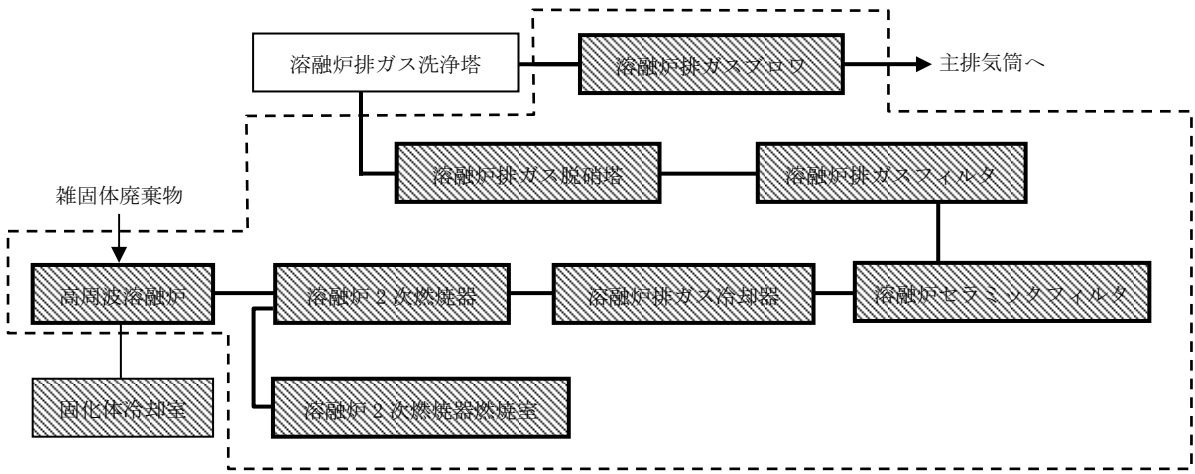 溶融炉排ガス洗浄塔
溶融炉排ガスブロワ
主排気筒へ
溶融炉排ガス脱硝塔
溶融炉排ガスフィルタ
雑固体廃棄物
高周波溶融炉
溶融炉２次燃焼器
溶融炉排ガス冷却器
溶融炉セラミックフィルタ
固化体冷却室
溶融炉２次燃焼器燃焼室